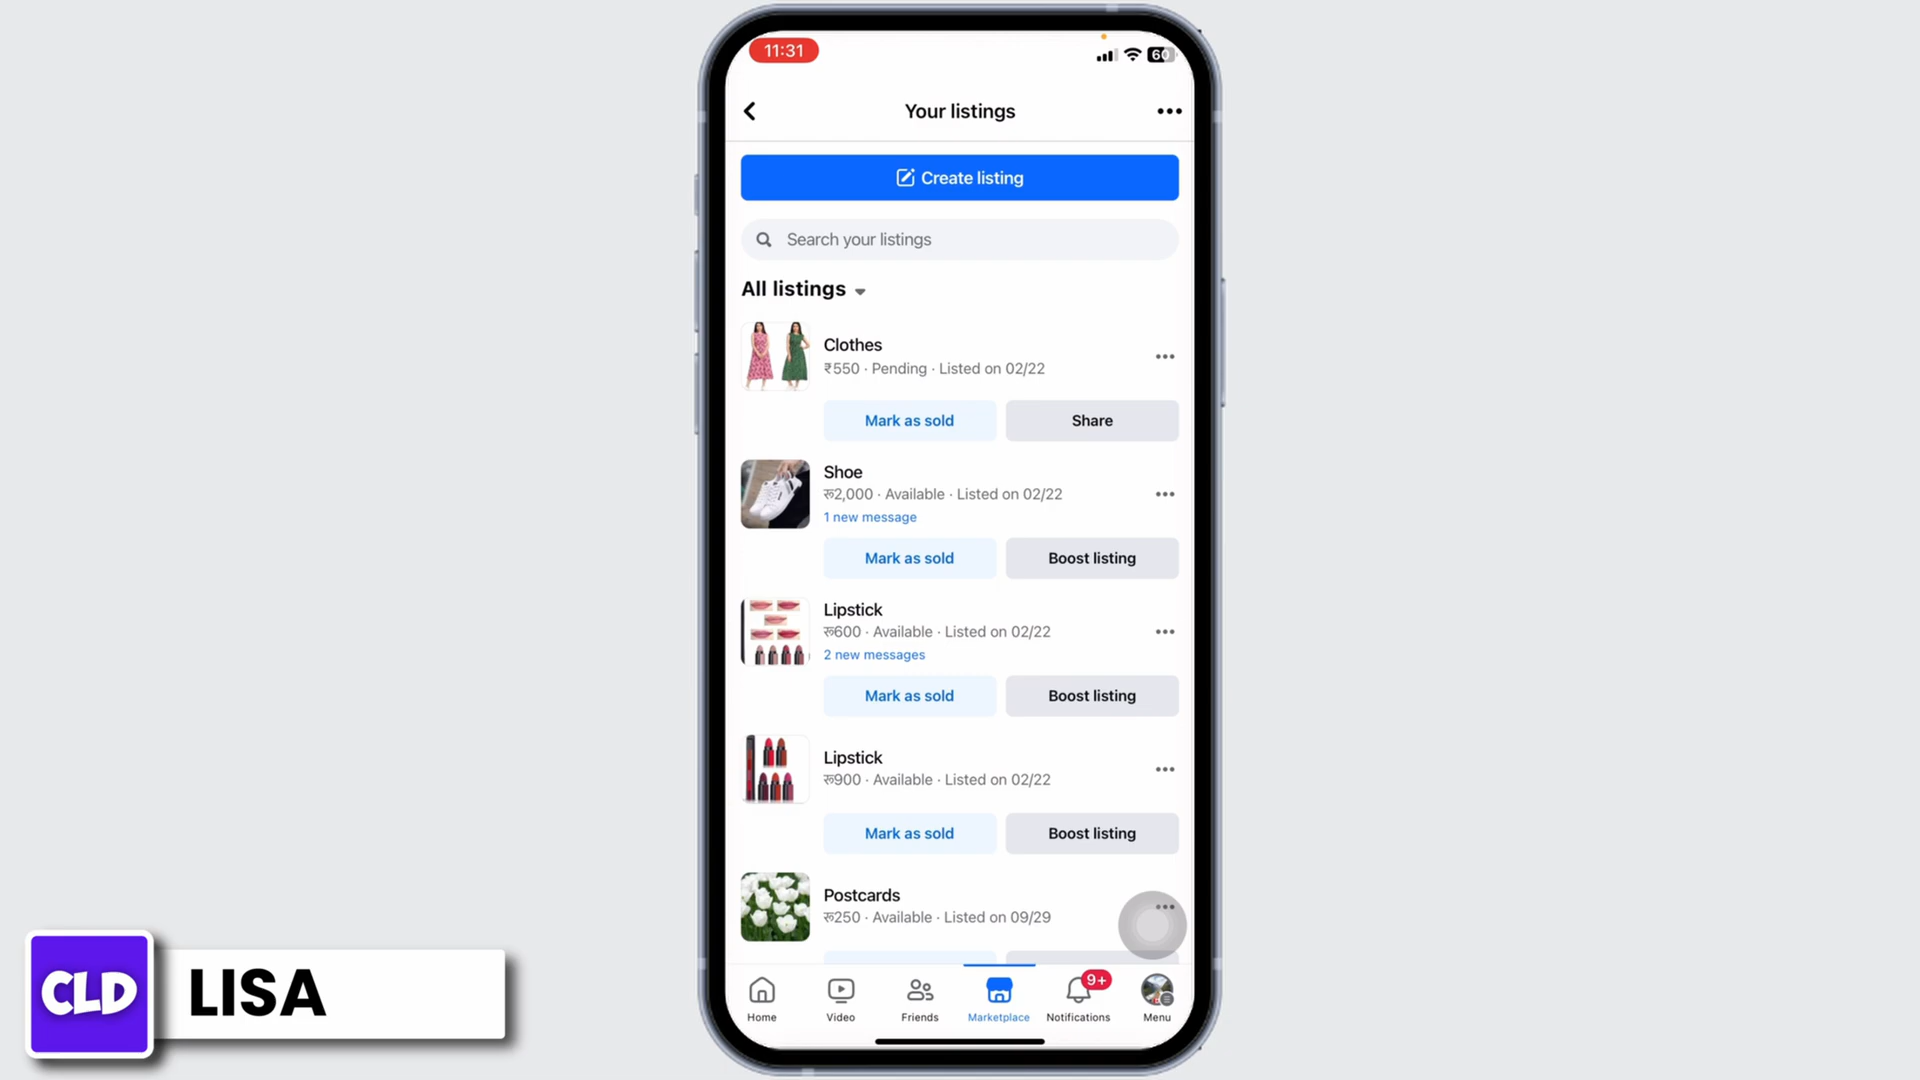 11:31
60
Your listings
Create listing
Search your listings
All listings
Clothes
₹550 · Pending · Listed on 02/22
Mark as sold
Share
Shoe
रू2,000 · Available · Listed on 02/22
1 new message
Mark as sold
Boost listing
Lipstick
रू600 · Available · Listed on 02/22
2 new messages
Mark as sold
Boost listing
Lipstick
रू900 · Available · Listed on 02/22
Mark as sold
Boost listing
Postcards
रू250 · Available · Listed on 09/29
9+
Home
Video
Friends
Marketplace
Notifications
Menu
CLD
LISA